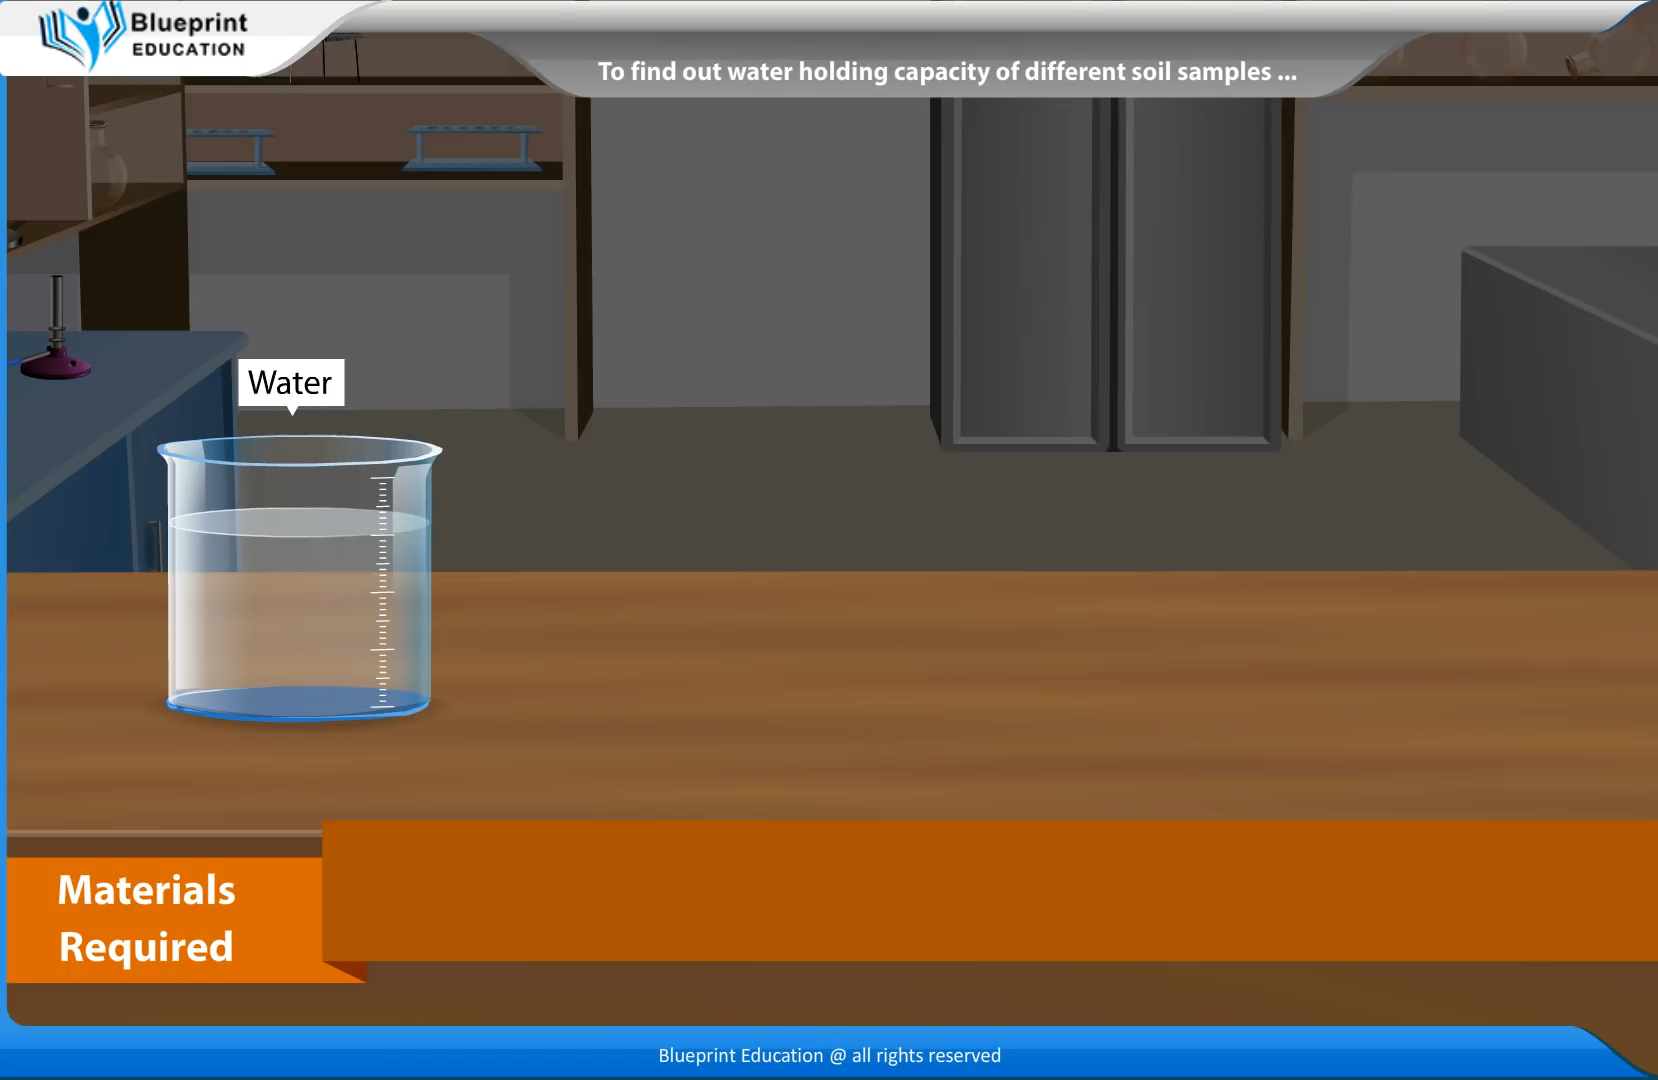 Blueprint
EDUCATION
To find out water holding capacity of different soil samples ...
Water
Materials
Required
Blueprint Education @ all rights reserved